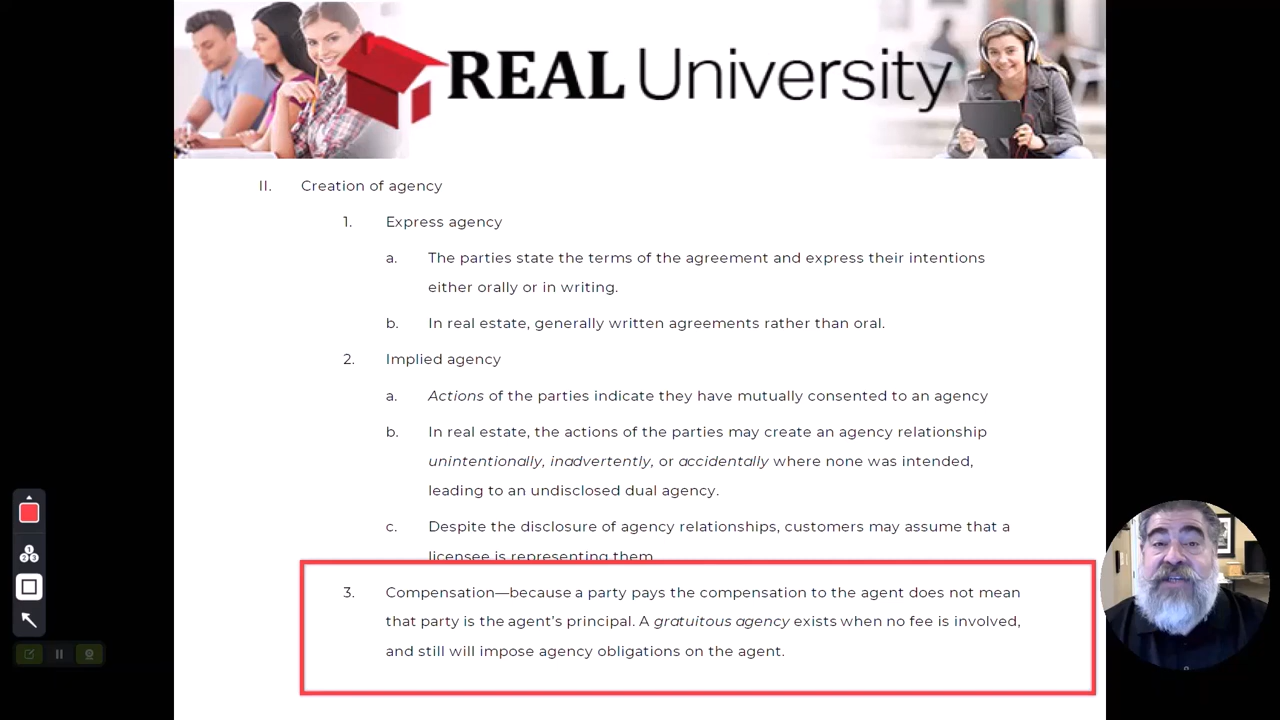 REAL University
II. Creation of agency
1. Express agency
a. The parties state the terms of the agreement and express their intentions
either orally or in writing.
b. In real estate, generally written agreements rather than oral.
2. Implied agency
a. Actions of the parties indicate they have mutually consented to an agency
b. In real estate, the actions of the parties may create an agency relationship
unintentionally, inadvertently, or accidentally where none was intended,
leading to an undisclosed dual agency.
c. Despite the disclosure of agency relationships, customers may assume that a
licensee is representing them
3. Compensation—because a party pays the compensation to the agent does not mean
that party is the agent's principal. A gratuitous agency exists when no fee is involved,
and still will impose agency obligations on the agent.